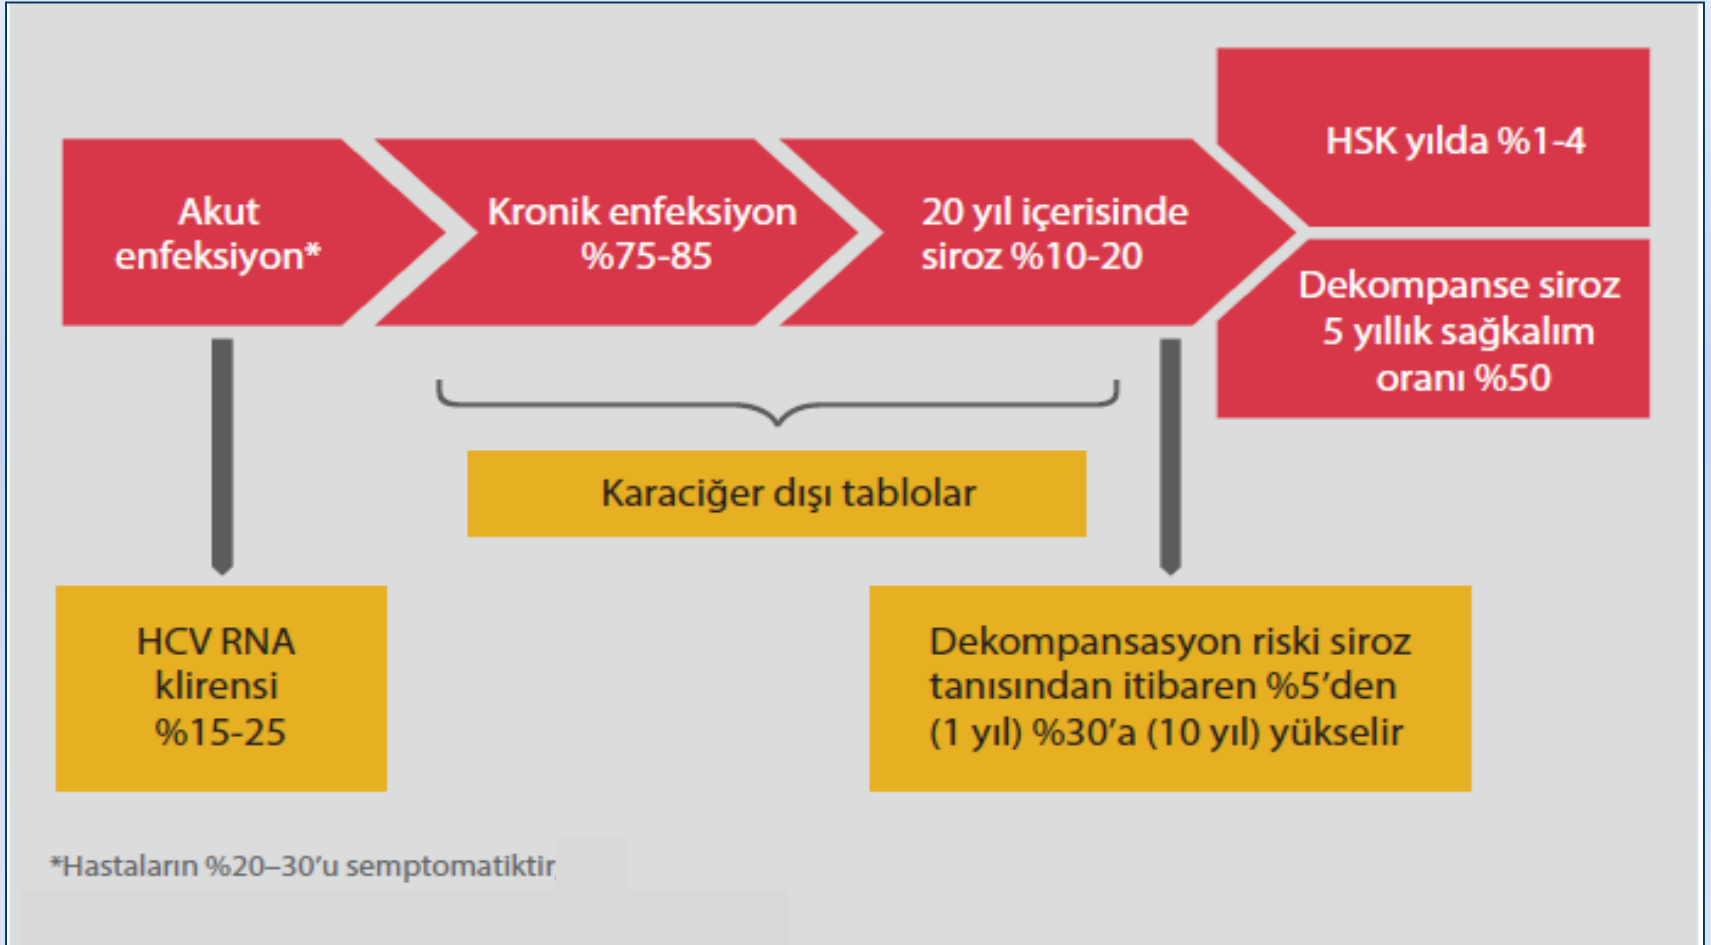 Akut
enfeksiyon*
Kronik enfeksiyon
%75-85
20 yıl içerisinde
siroz %10-20
HSK yılda %1-4
Dekompanse siroz
5 yıllık sağkalım
oranı %50
Karaciğer dışı tablolar
HCV RNA
klirensi
%15-25
Dekompansasyon riski siroz
tanısından itibaren %5’den
(1 yıl) %30’a (10 yıl) yükselir
*Hastaların %20–30’u semptomatiktir,